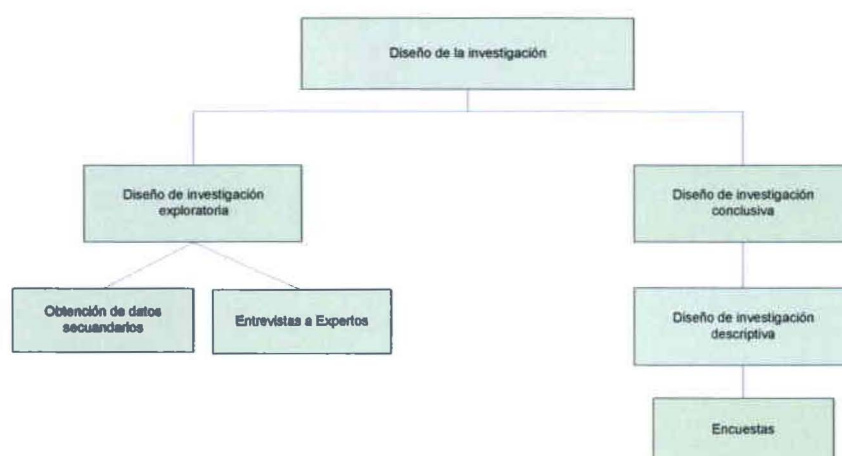 Diseño de la investigación
Diseño de investigación
exploratoria
Diseño de investigación
conclusiva
Obtención de datos
secuandarios
Entrevistas a Expertos
Diseño de investigación
descriptiva
Encuestas